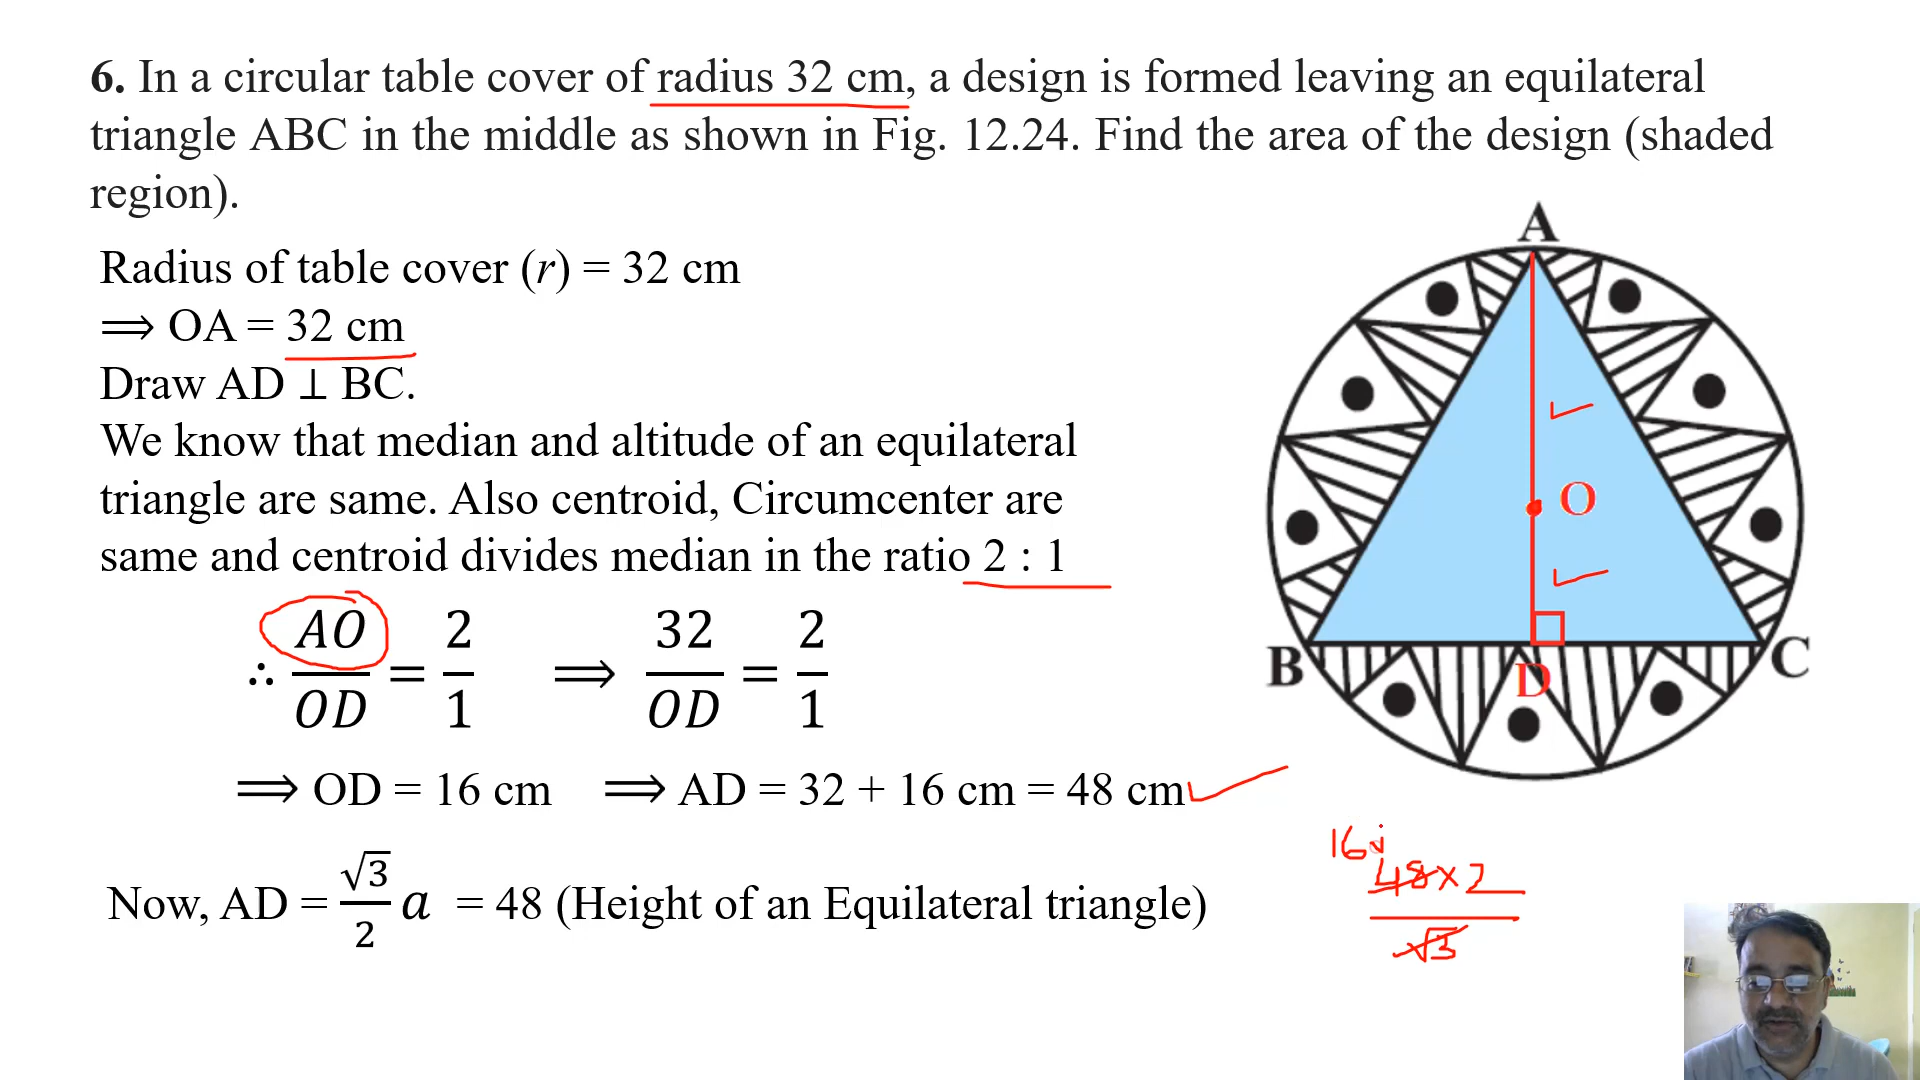 6. In a circular table cover of radius 32 cm, a design is formed leaving an equilateral
triangle ABC in the middle as shown in Fig. 12.24. Find the area of the design (shaded
region).
Radius of table cover (r) = 32 cm
⟹ OA = 32 cm
Draw AD ⊥ BC.
We know that median and altitude of an equilateral
triangle are same. Also centroid, Circumcenter are
same and centroid divides median in the ratio 2 : 1
∴ AO/OD = 2/1 ⟹ 32/OD = 2/1
⟹ OD = 16 cm ⟹ AD = 32 + 16 cm = 48 cm
Now, AD = √3/2 a = 48 (Height of an Equilateral triangle)
A
O
B
D
C
16
48×2
√3